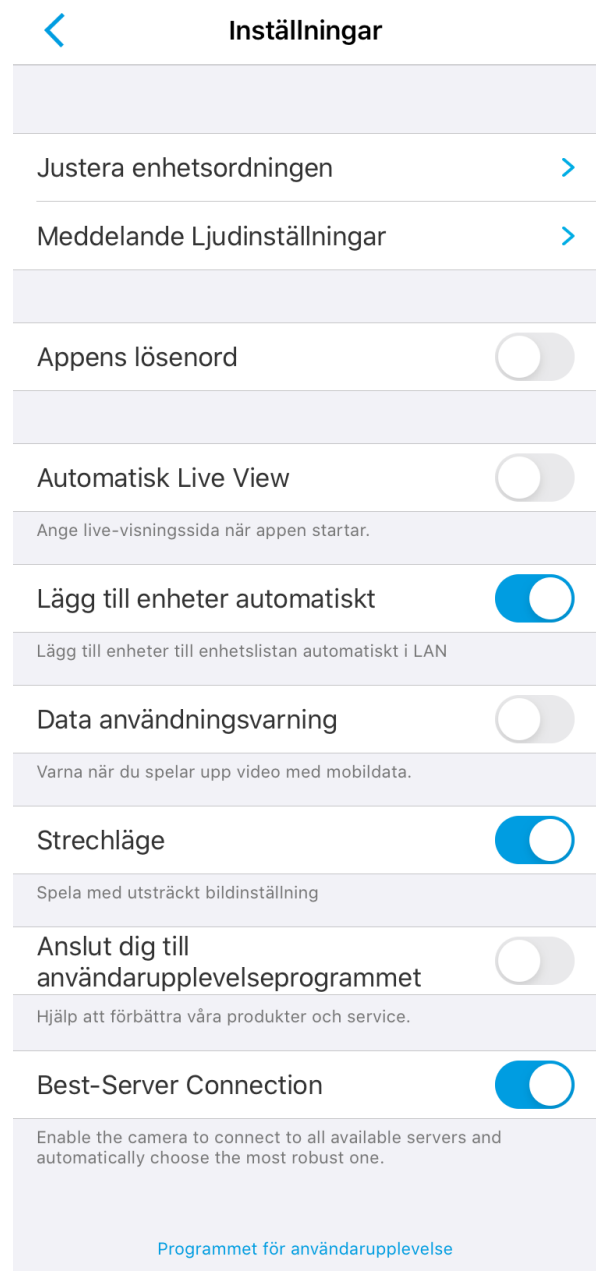 Inställningar
Justera enhetsordningen
Meddelande Ljudinställningar
Appens lösenord
Automatisk Live View
Ange live-visningssida när appen startar.
Lägg till enheter automatiskt
Lägg till enheter till enhetslistan automatiskt i LAN
Data användningsvarning
Varna när du spelar upp video med mobildata.
Strechläge
Spela med utsträckt bildinställning
Anslut dig till
användarupplevelseprogrammet
Hjälp att förbättra våra produkter och service.
Best-Server Connection
Enable the camera to connect to all available servers and
automatically choose the most robust one.
Programmet för användarupplevelse